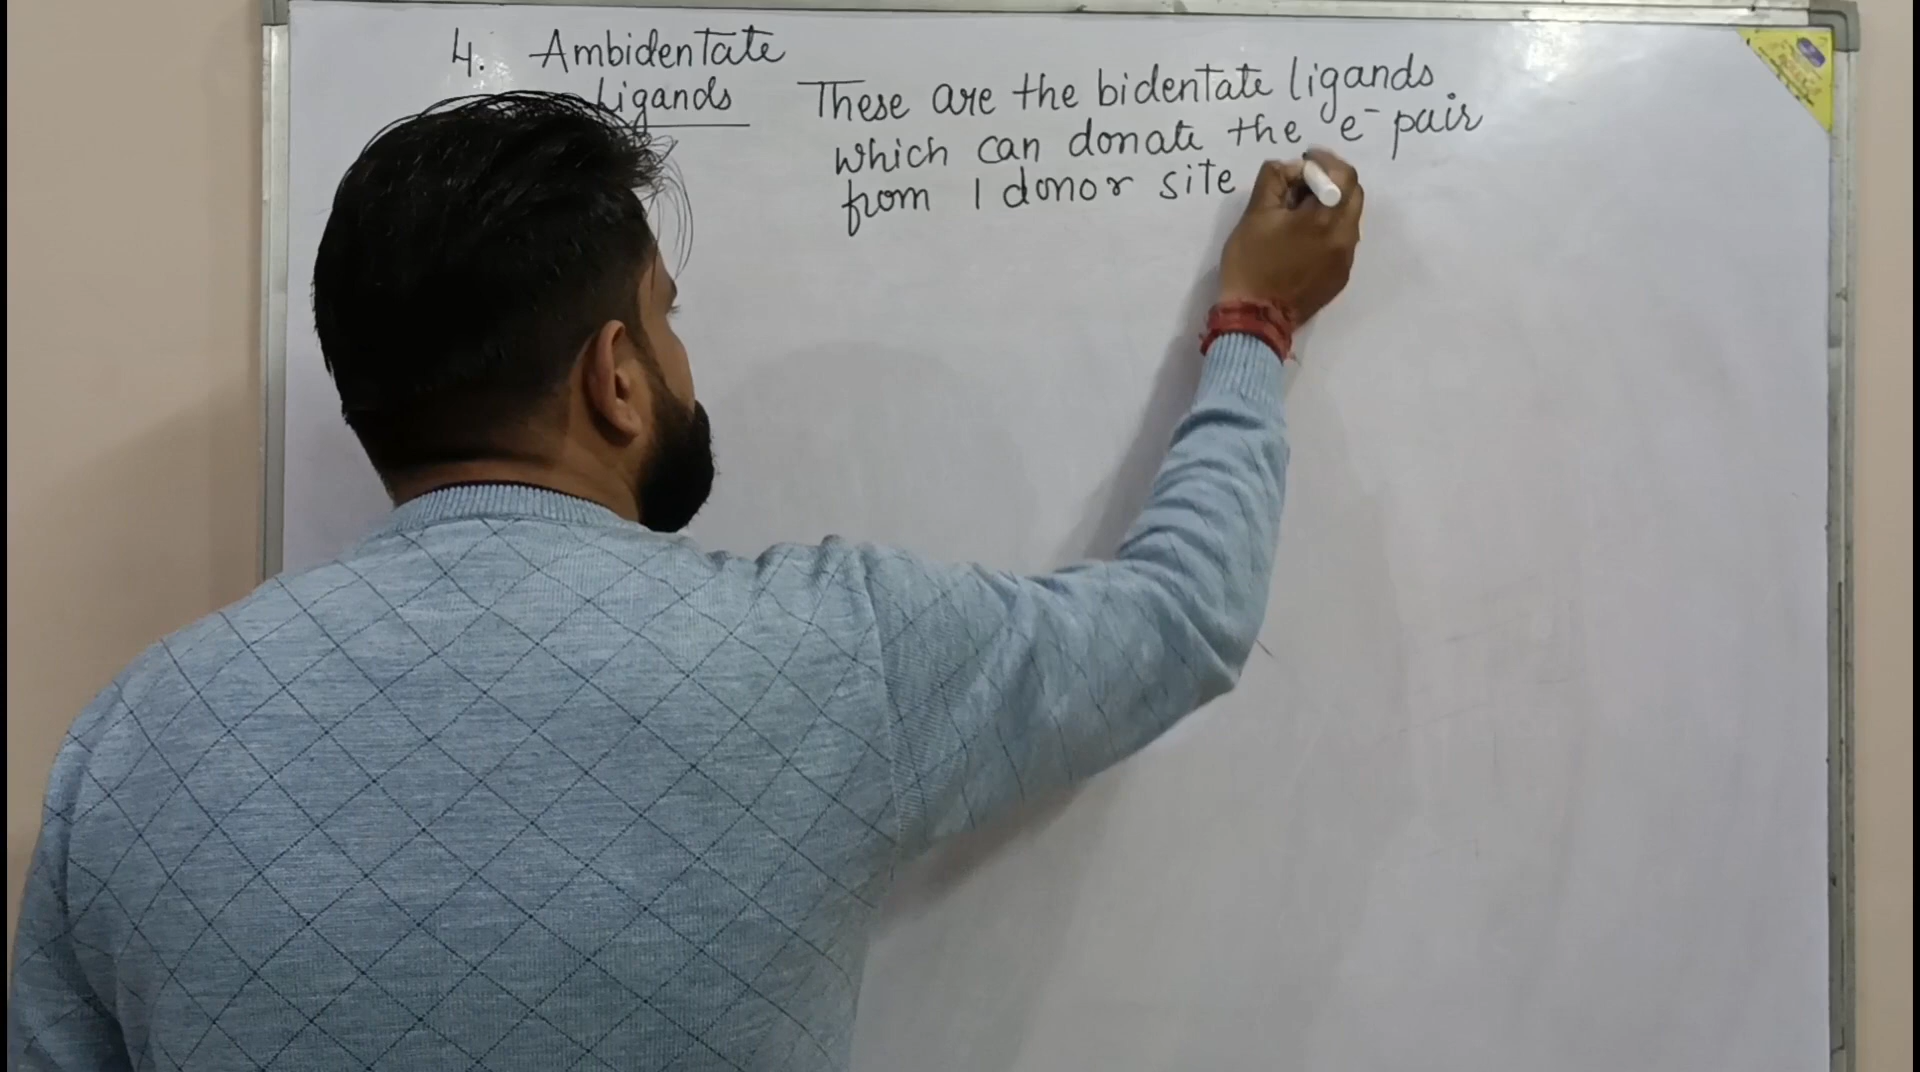 4. Ambidentate
Ligands
These are the bidentate ligands
which can donate the e⁻ pair
from 1 donor site